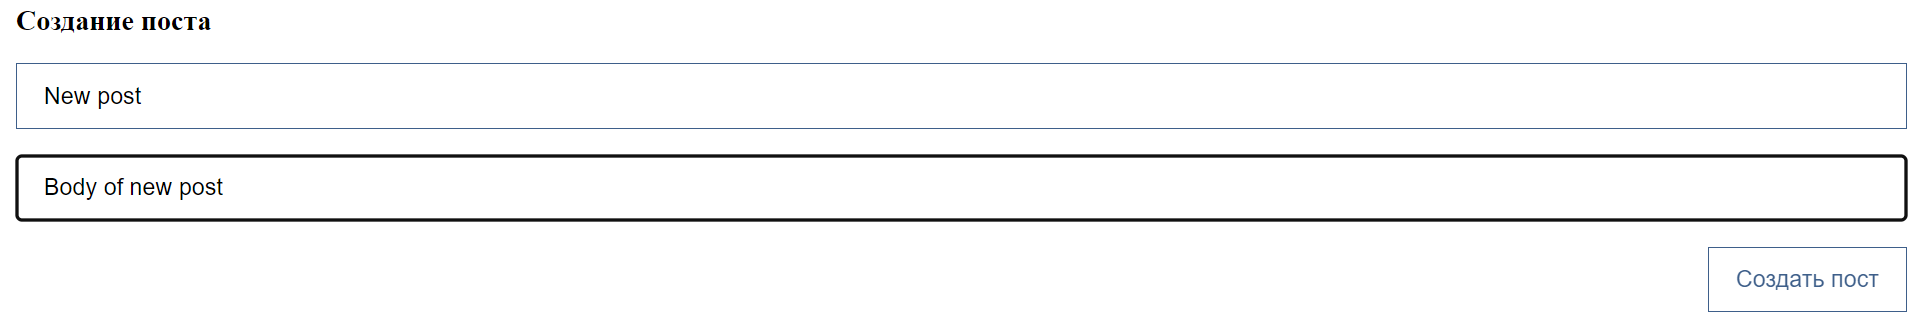 Создание поста
New post
Body of new post
Создать пост